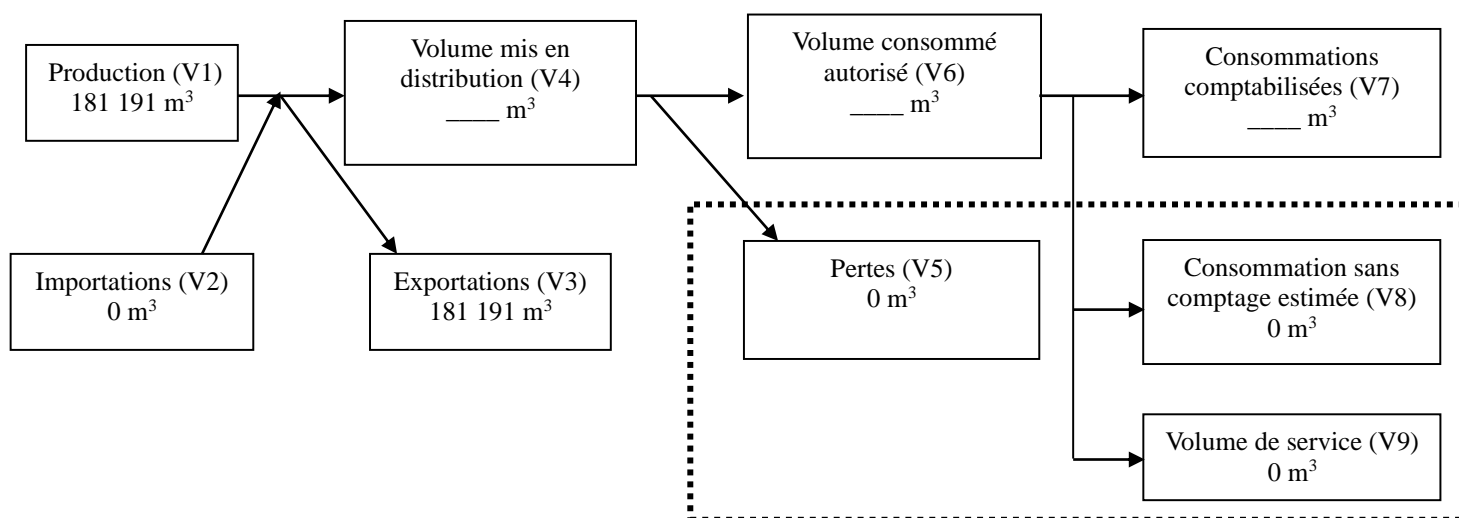 Production (V1)
181 191 m³
Volume mis en
distribution (V4)
____ m³
Volume consommé
autorisé (V6)
____ m³
Consommations
comptabilisées (V7)
____ m³
Importations (V2)
0 m³
Exportations (V3)
181 191 m³
Pertes (V5)
0 m³
Consommation sans
comptage estimée (V8)
0 m³
Volume de service (V9)
0 m³